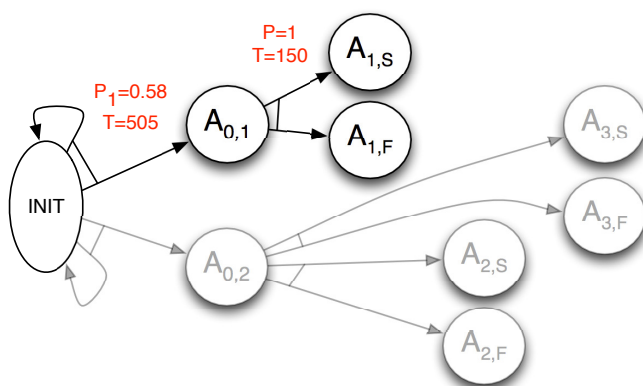 P=1
T=150
A1,S
P1=0.58
T=505
A0,1
A1,F
A3,S
INIT
A3,F
A0,2
A2,S
A2,F